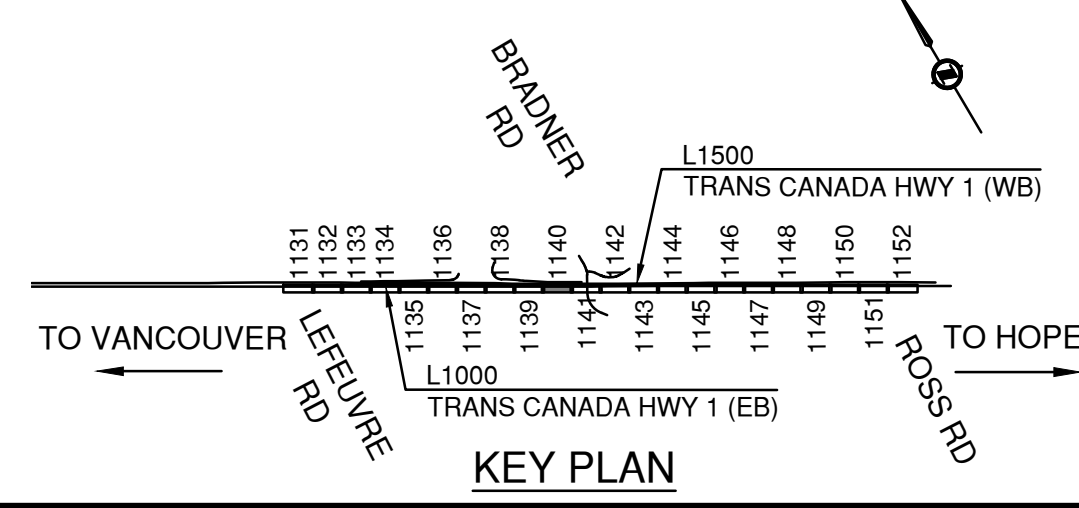 BRADNER
RD
L1500
TRANS CANADA HWY 1 (WB)
1131 1132 1133 1134 1136 1138 1140 1142 1144 1146 1148 1150 1152
1135 1137 1139 1141 1143 1145 1147 1149 1151
TO VANCOUVER
LEFEUVRE
RD
L1000
TRANS CANADA HWY 1 (EB)
ROSS RD
TO HOPE
KEY PLAN